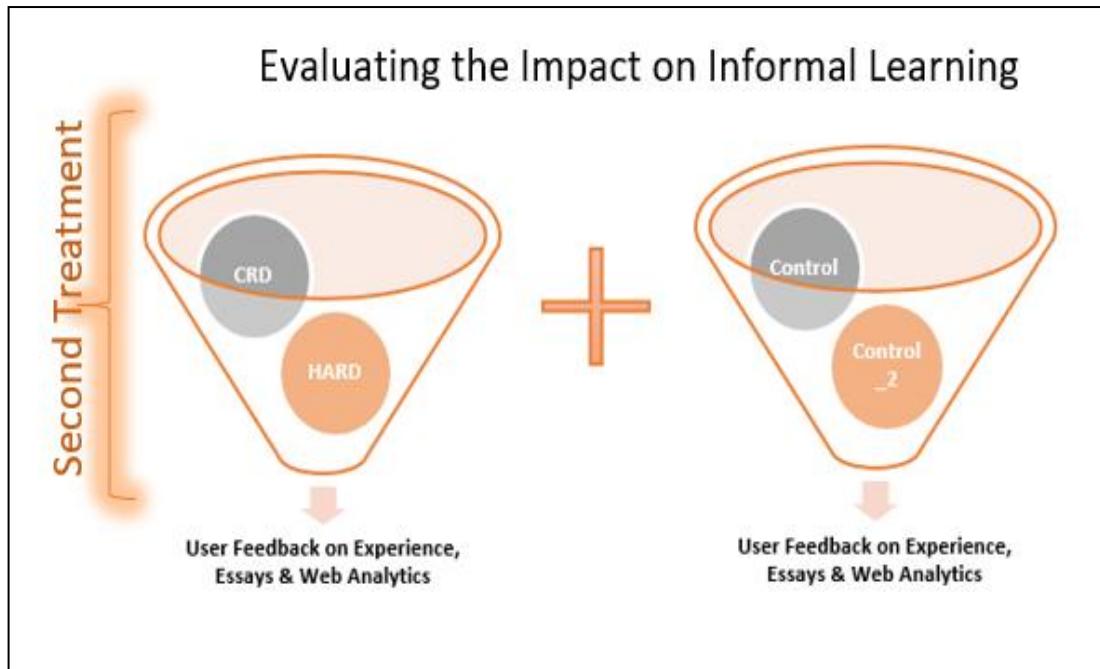 Evaluating the Impact on Informal Learning
Second Treatment
CRD
HARD
Control
Control
_2
User Feedback on Experience,
Essays & Web Analytics
User Feedback on Experience,
Essays & Web Analytics